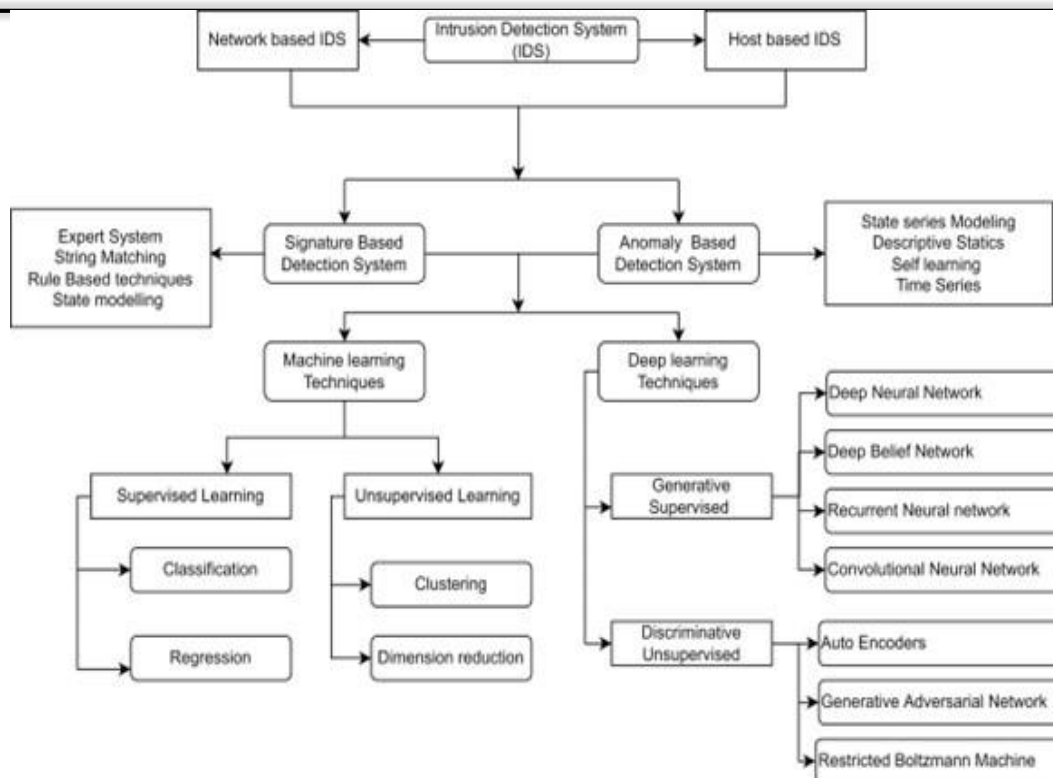 Network based IDS
Intrusion Detection System
(IDS)
Host based IDS
Expert System
String Matching
Rule Based techniques
State modelling
Signature Based
Detection System
Anomaly Based
Detection System
State series Modeling
Descriptive Statics
Self learning
Time Series
Machine learning
Techniques
Deep learning
Techniques
Supervised Learning
Unsupervised Learning
Classification
Regression
Clustering
Dimension reduction
Generative
Supervised
Deep Neural Network
Deep Belief Network
Recurrent Neural network
Convolutional Neural Network
Discriminative
Unsupervised
Auto Encoders
Generative Adversarial Network
Restricted Boltzmann Machine